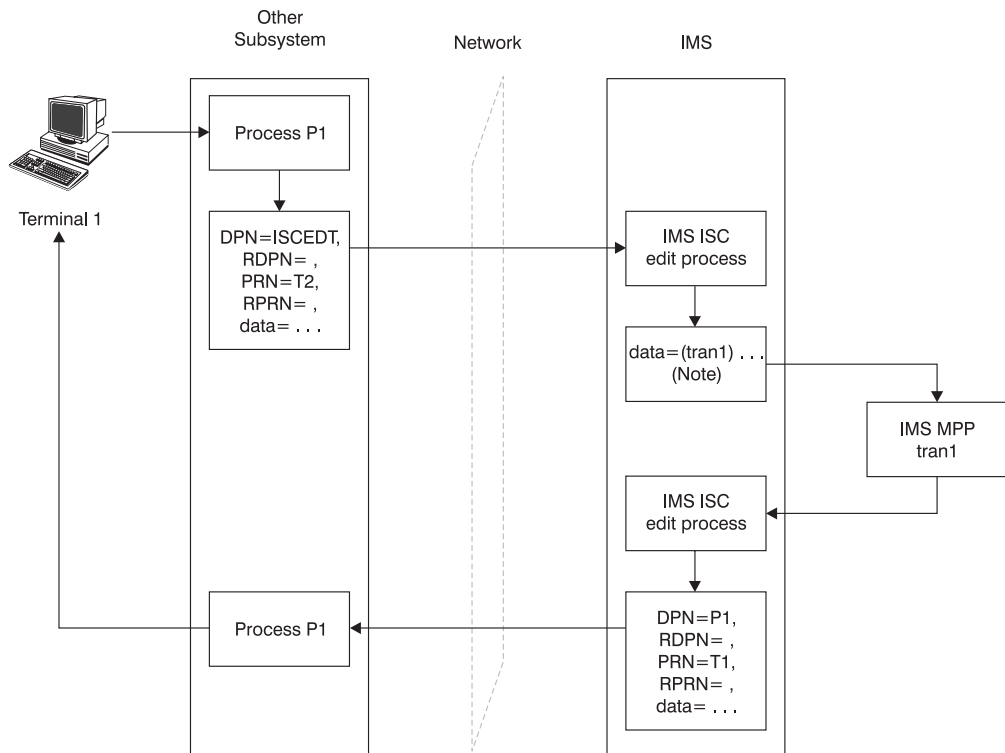 Other
Subsystem
Network
IMS
Process P1
Terminal 1
DPN=ISCEDT,
RDPN= ,
PRN=T2,
RPRN= ,
data= . . .
IMS ISC
edit process
data=(tran1) . . .
(Note)
IMS MPP
tran1
IMS ISC
edit process
Process P1
DPN=P1,
RDPN= ,
PRN=T1,
RPRN= ,
data= . . .